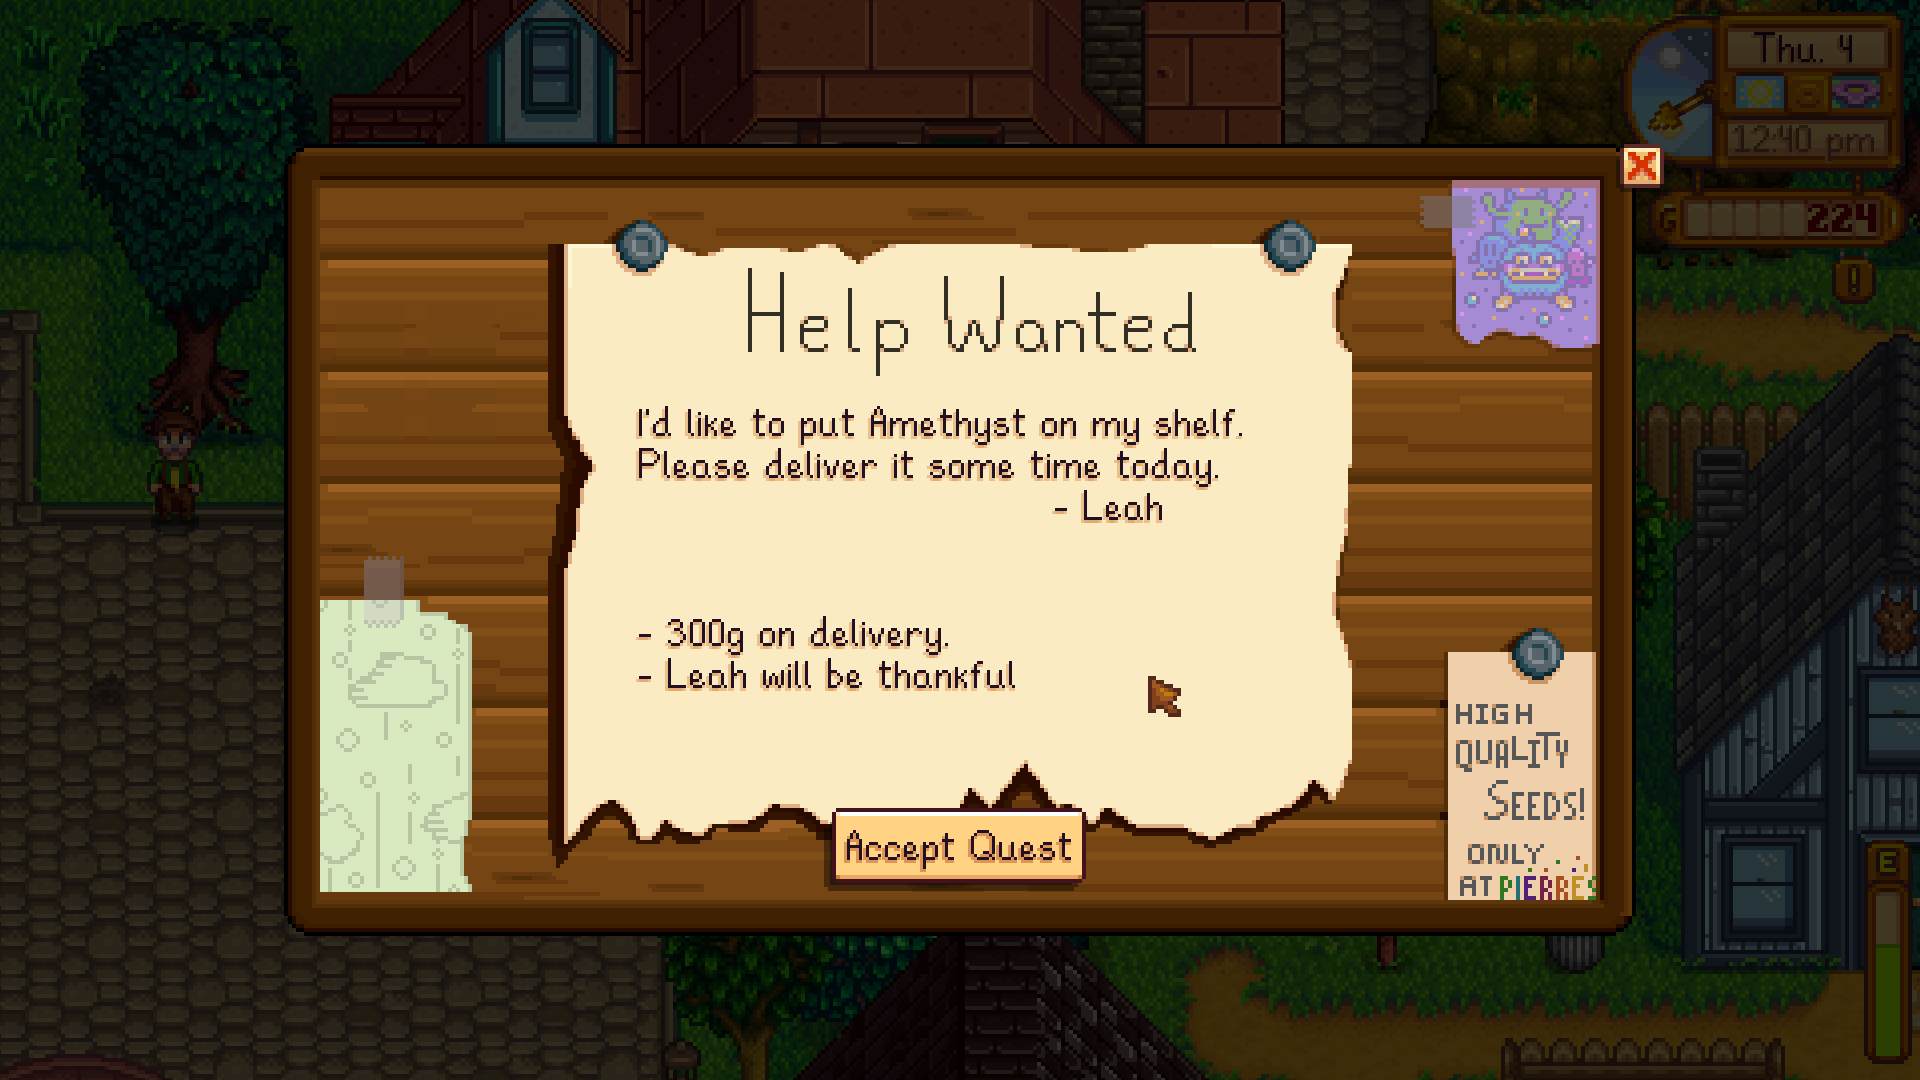 Thu. 4
12:40 pm
G 224
Help Wanted
I'd like to put Amethyst on my shelf.
Please deliver it some time today.
- Leah
- 300g on delivery.
- Leah will be thankful
Accept Quest
HIGH
QUALITY
SEEDS!
ONLY
AT PIERRES
E